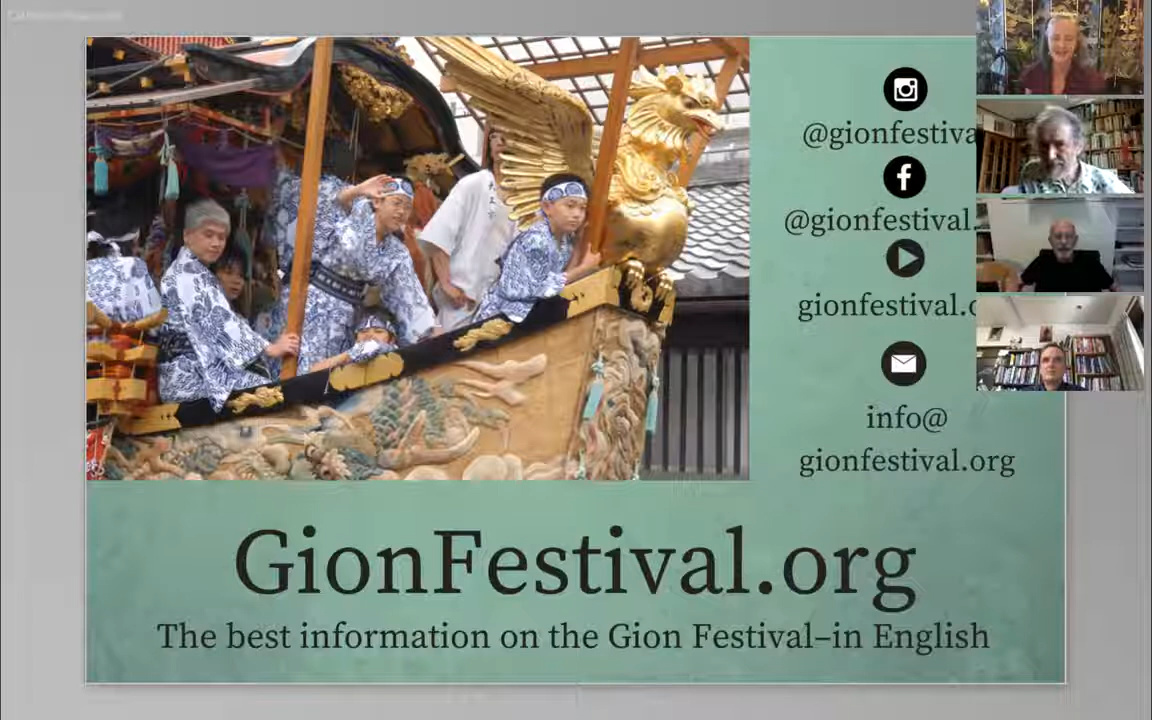 @gionfestiva
@gionfestival.
gionfestival.o
info@
gionfestival.org
GionFestival.org
The best information on the Gion Festival–in English